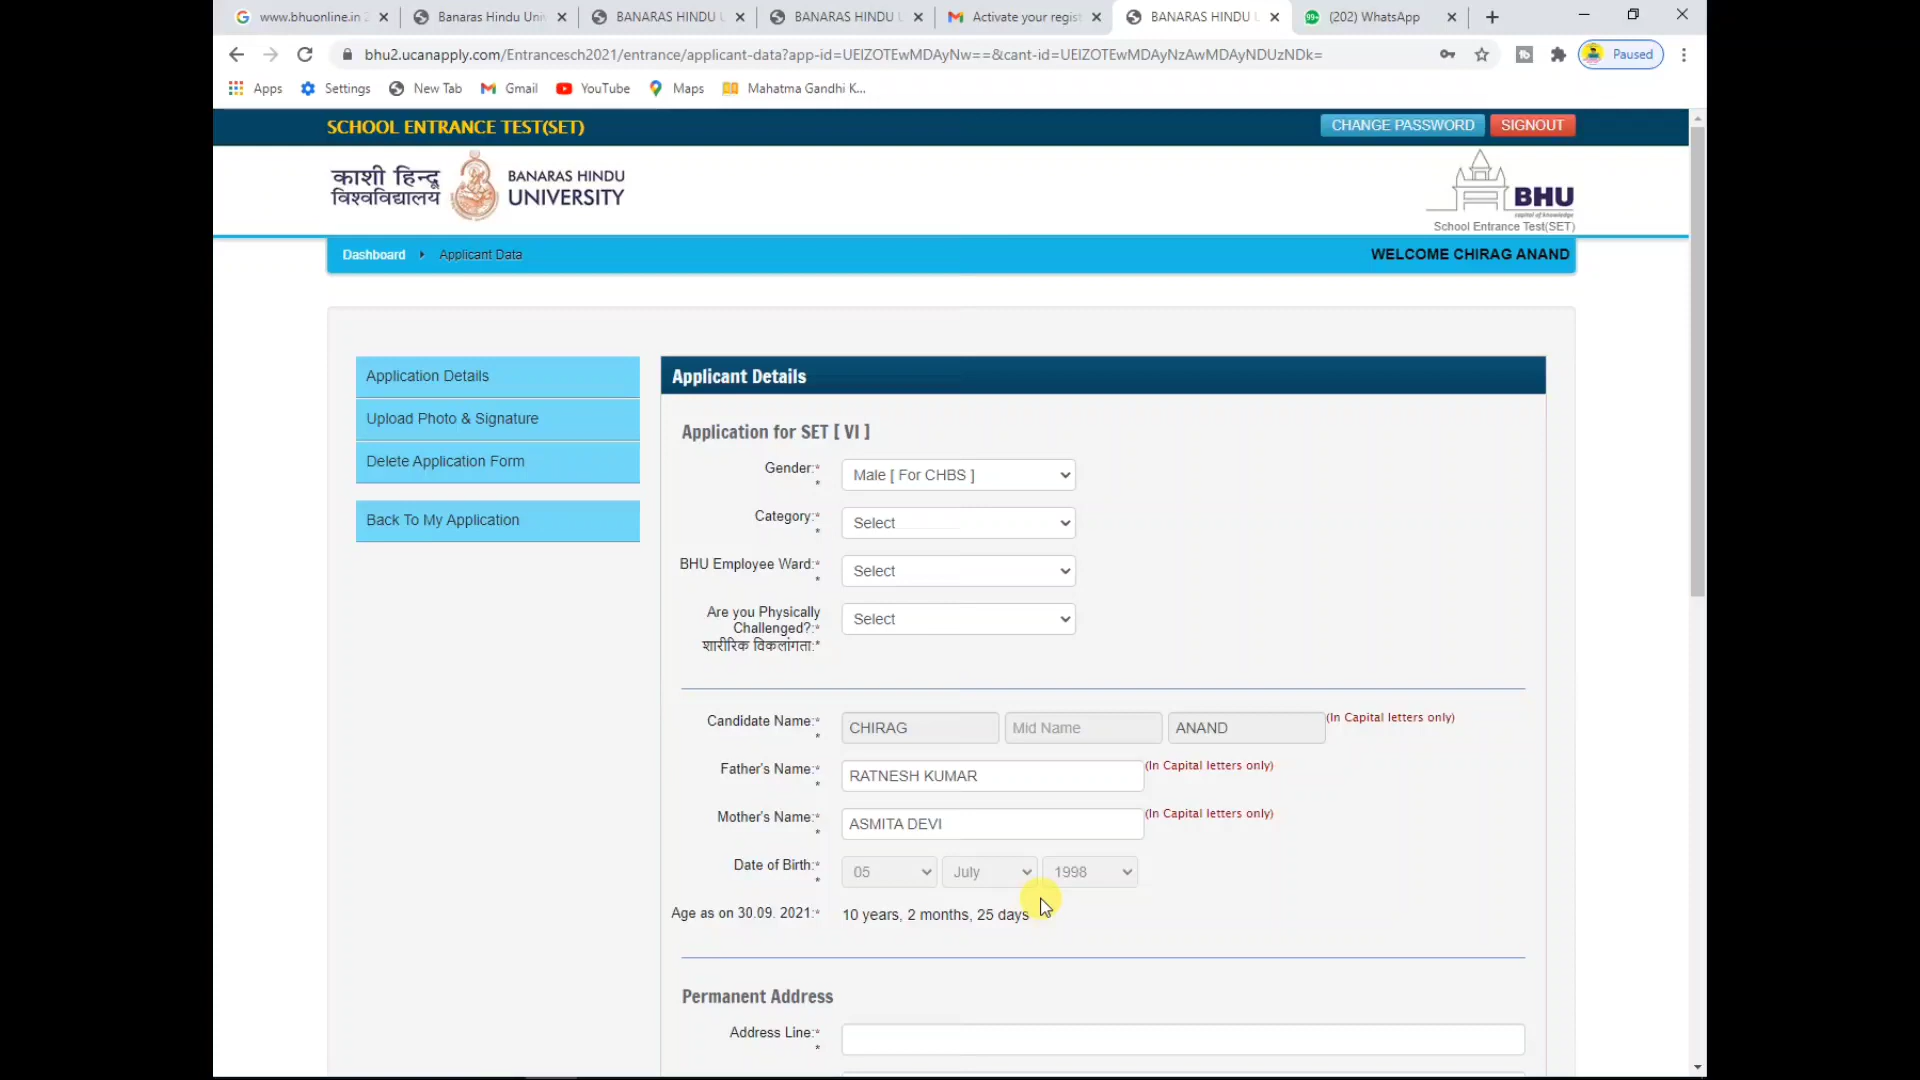 www.bhuonline.in
Banaras Hindu Uni
BANARAS HINDU U
BANARAS HINDU U
Activate your regist
BANARAS HINDU U
99+
(202) WhatsApp
bhu2.ucanapply.com/Entrancesch2021/entrance/applicant-data?app-id=UElZOTEwMDAyNw==&cant-id=UElZOTEwMDAyNzAwMDAyNDUzNDk=
Paused
Apps
Settings
New Tab
Gmail
YouTube
Maps
Mahatma Gandhi K...
SCHOOL ENTRANCE TEST(SET)
CHANGE PASSWORD
SIGNOUT
काशी हिन्दू
विश्वविद्यालय
BANARAS HINDU
UNIVERSITY
BHU
capital of knowledge
School Entrance Test(SET)
Dashboard
Applicant Data
WELCOME CHIRAG ANAND
Application Details
Upload Photo & Signature
Delete Application Form
Back To My Application
Applicant Details
Application for SET [ VI ]
Gender:*
*
Male [ For CHBS ]
Category:*
*
Select
BHU Employee Ward:*
*
Select
Are you Physically
Challenged?:*
शारीरिक विकलांगता:*
Select
Candidate Name:*
*
CHIRAG
Mid Name
ANAND
(In Capital letters only)
Father's Name:*
*
RATNESH KUMAR
(In Capital letters only)
Mother's Name:*
*
ASMITA DEVI
(In Capital letters only)
Date of Birth:*
*
05
July
1998
Age as on 30.09. 2021:*
10 years, 2 months, 25 days
Permanent Address
Address Line:*
*